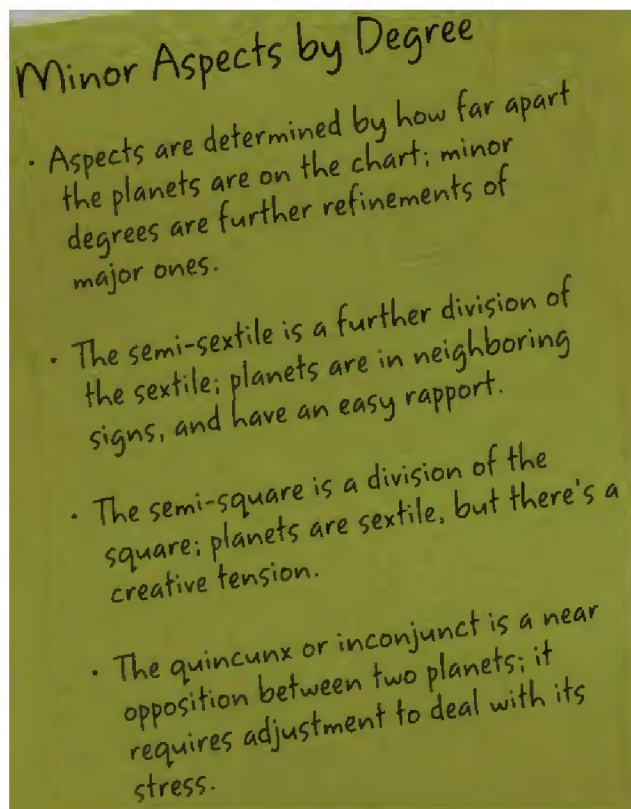 Minor Aspects by Degree
· Aspects are determined by how far apart
the planets are on the chart; minor
degrees are further refinements of
major ones.
· The semi-sextile is a further division of
the sextile; planets are in neighboring
signs, and have an easy rapport.
· The semi-square is a division of the
square; planets are sextile, but there's a
creative tension.
· The quincunx or inconjunct is a near
opposition between two planets; it
requires adjustment to deal with its
stress.